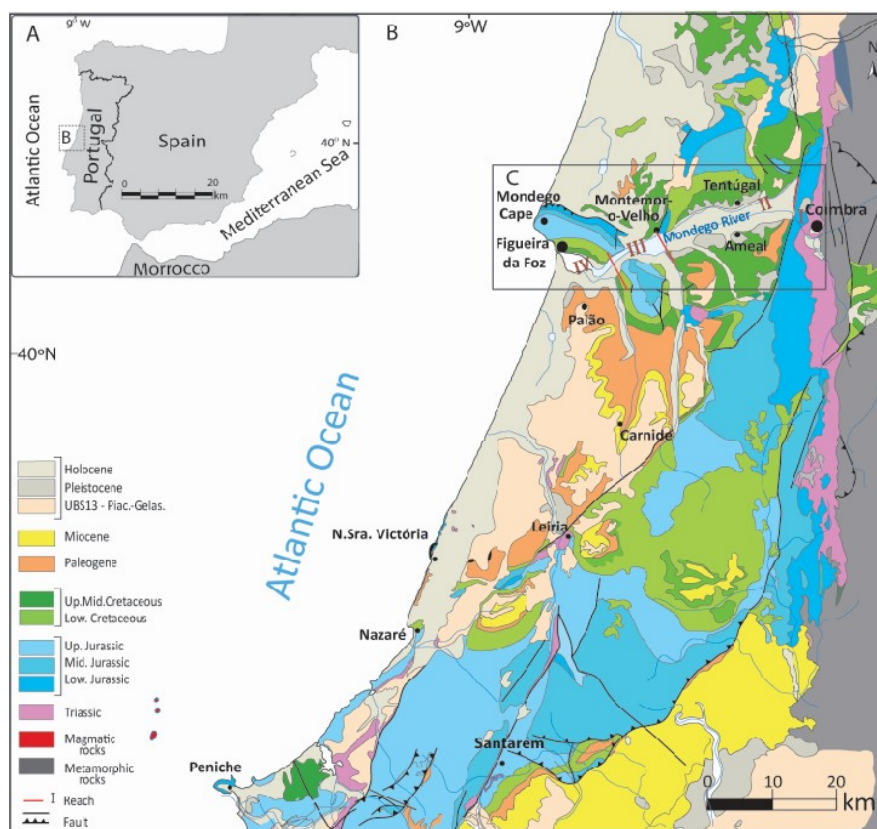 A
9° W
Atlantic Ocean
B
Portugal
Spain
40° N
0 20
km
Mediterranean Sea
Morrocco
B
9°W
N
C
Mondego
Cape
Montemor-
o-Velho
Tentúgal
II
I
Coimbra
Mondego River
Figueira
da Foz
III
Ameal
IV
Paião
40°N
Atlantic Ocean
Carnide
Leiria
N.Sra. Victória
Nazaré
Santarem
Peniche
Holocene
Pleistocene
UBS13 - Piac.-Gelas.
Miocene
Paleogene
Up.Mid.Cretaceous
Low. Cretaceous
Up. Jurassic
Mid. Jurassic
Low. Jurassic
Triassic
Magmatic
rocks
Metamorphic
rocks
I Reach
Fault
0 10 20
km